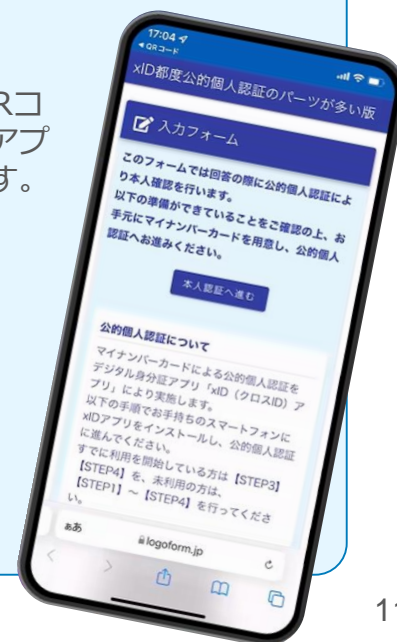 Rコ
アプ
す。
17:04
QRコード
xID都度公的個人認証のパーツが多い版
入力フォーム
このフォームでは回答の際に公的個人認証によ
り本人確認を行います。
以下の準備ができていることをご確認の上、お
手元にマイナンバーカードを用意し、公的個人
認証へお進みください。
本人認証へ進む
公的個人認証について
マイナンバーカードによる公的個人認証を
デジタル身分証アプリ「xID（クロスID）ア
プリ」により実施します。
以下の手順でお手持ちのスマートフォンに
xIDアプリをインストールし、公的個人認証
に進んでください。
すでに利用を開始している方は【STEP3】
【STEP4】を、未利用の方は、
【STEP1】～【STEP4】を行ってくださ
い。
ぁあ
logoform.jp
11